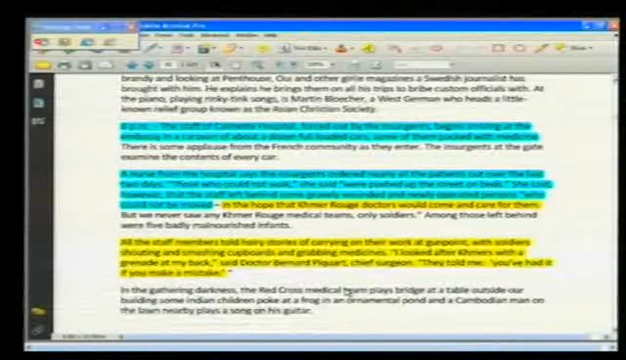 brandy and looking at Penthouse, Oui and other girlie magazines a Swedish journalist has
brought with him. He explains he brings them on all his trips to bribe custom officials with. At
the piano, playing rinky-tink songs, is Martin Bloecher, a West German who heads a little-
known relief group known as the Asian Christian Society.
8 p.m. – The staff of Calmette Hospital, forced out by the insurgents, begins arriving at the
embassy in a caravan of about a dozen full-loaded cars, some of them packed with medicine
There is some applause from the French community as they enter. The insurgents at the gate
examine the contents of every car.
A nurse from the hospital says the insurgents ordered nearly all the patients out over the last
two days. "Those who could not walk," she said "were pushed up the street on beds." She said,
however, that the staff left behind some gravely wounded and newly operated persons, "who
could not be moved – in the hope that Khmer Rouge doctors would come and care for them.
But we never saw any Khmer Rouge medical teams, only soldiers." Among those left behind
were five badly malnourished infants.
All the staff members told hairy stories of carrying on their work at gunpoint, with soldiers
shouting and smashing cupboards and grabbing medicines. "I looked after Khmers with a
grenade at my back," said Doctor Bernard Piquart, chief surgeon. "They told me: 'you've had it
if you make a mistake.' "
In the gathering darkness, the Red Cross medical team plays bridge at a table outside our
building some Indian children poke at a frog in an ornamental pond and a Cambodian man on
the lawn nearby plays a song on his guitar.